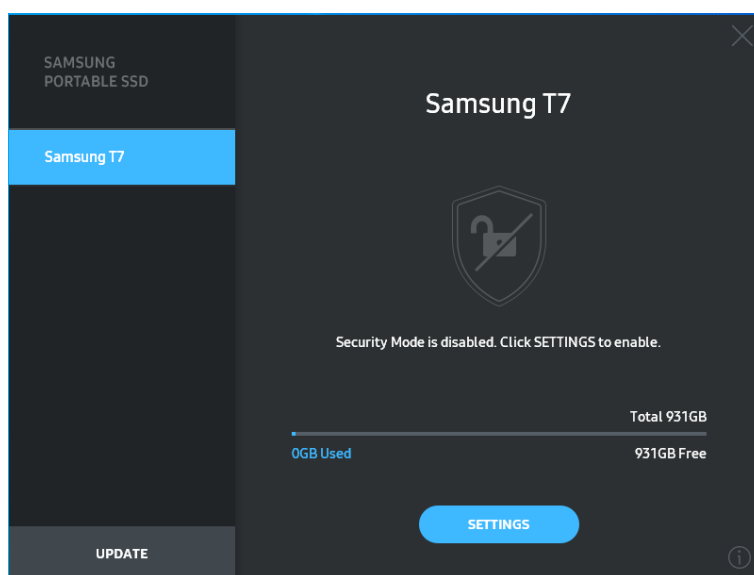 SAMSUNG
PORTABLE SSD
Samsung T7
Samsung T7
Security Mode is disabled. Click SETTINGS to enable.
Total 931GB
0GB Used
931GB Free
SETTINGS
UPDATE